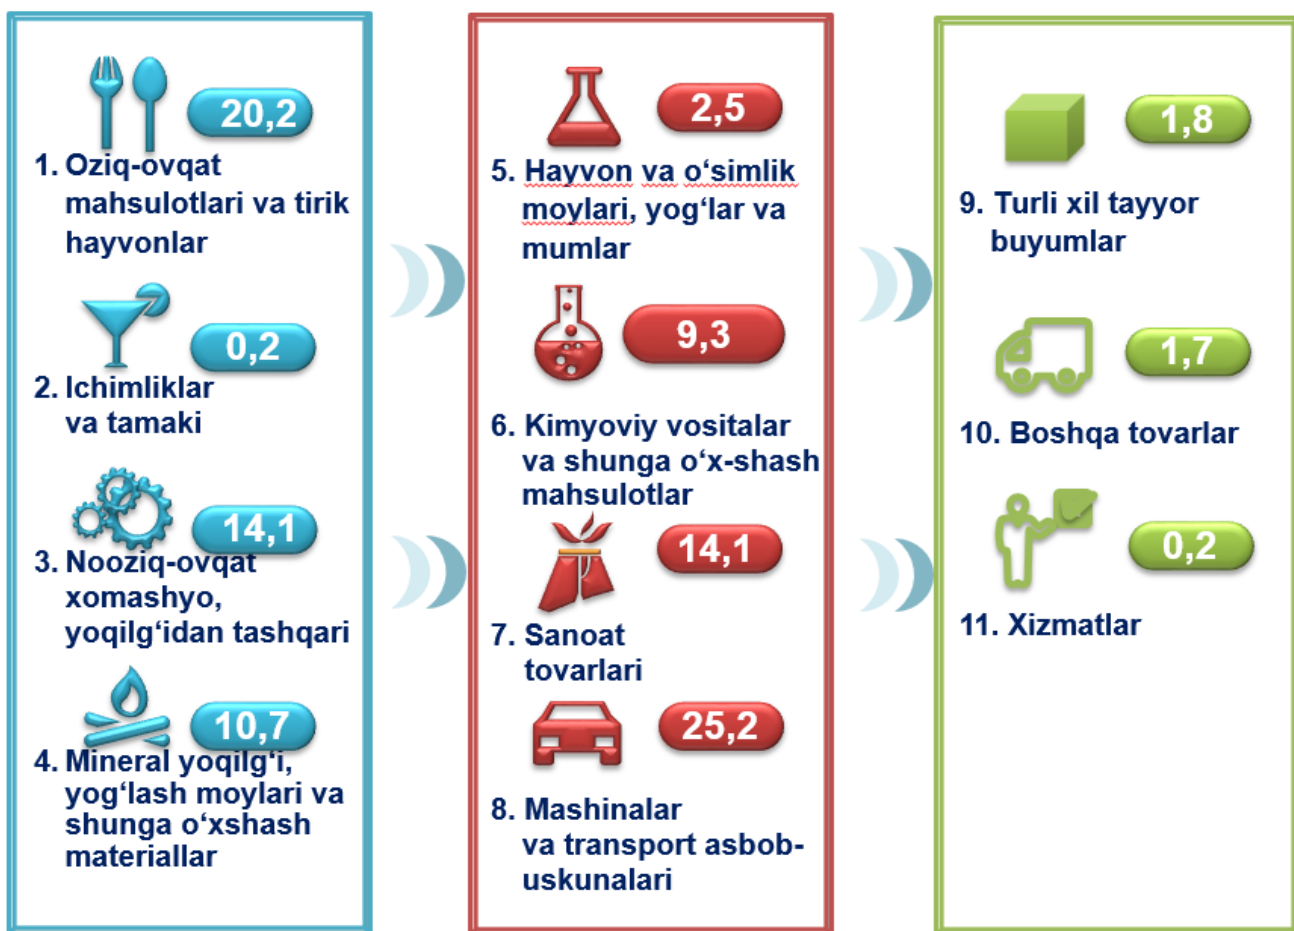 20,2
1. Oziq-ovqat
mahsulotlari va tirik
hayvonlar
0,2
2. Ichimliklar
va tamaki
14,1
3. Nooziq-ovqat
xomashyo,
yoqilg‘idan tashqari
10,7
4. Mineral yoqilg‘i,
yog‘lash moylari va
shunga o‘xshash
materiallar
2,5
5. Hayvon va o‘simlik
moylari, yog‘lar va
mumlar
9,3
6. Kimyoviy vositalar
va shunga o‘x-shash
mahsulotlar
14,1
7. Sanoat
tovarlari
25,2
8. Mashinalar
va transport asbob-
uskunalari
1,8
9. Turli xil tayyor
buyumlar
1,7
10. Boshqa tovarlar
0,2
11. Xizmatlar